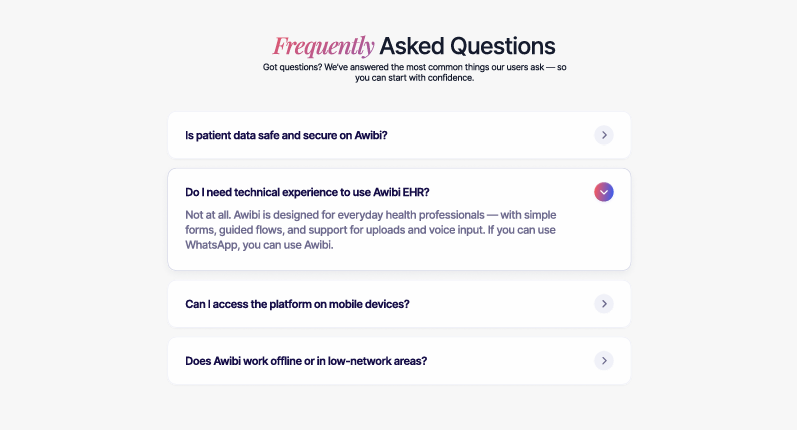 Frequently Asked Questions
Got questions? We've answered the most common things our users ask — so
you can start with confidence.
Is patient data safe and secure on Awibi?
Do I need technical experience to use Awibi EHR?
Not at all. Awibi is designed for everyday health professionals — with simple
forms, guided flows, and support for uploads and voice input. If you can use
WhatsApp, you can use Awibi.
Can I access the platform on mobile devices?
Does Awibi work offline or in low-network areas?